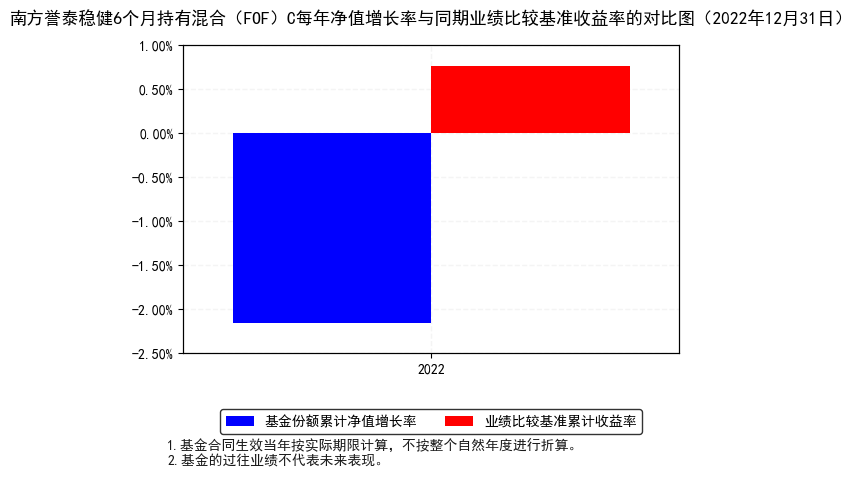 南方誉泰稳健6个月持有混合（FOF）C每年净值增长率与同期业绩比较基准收益率的对比图（2022年12月31日）
1.00%
0.50%
0.00%
−0.50%
−1.00%
−1.50%
−2.00%
−2.50%
2022
基金份额累计净值增长率 业绩比较基准累计收益率
1.基金合同生效当年按实际期限计算，不按整个自然年度进行折算。
2.基金的过往业绩不代表未来表现。